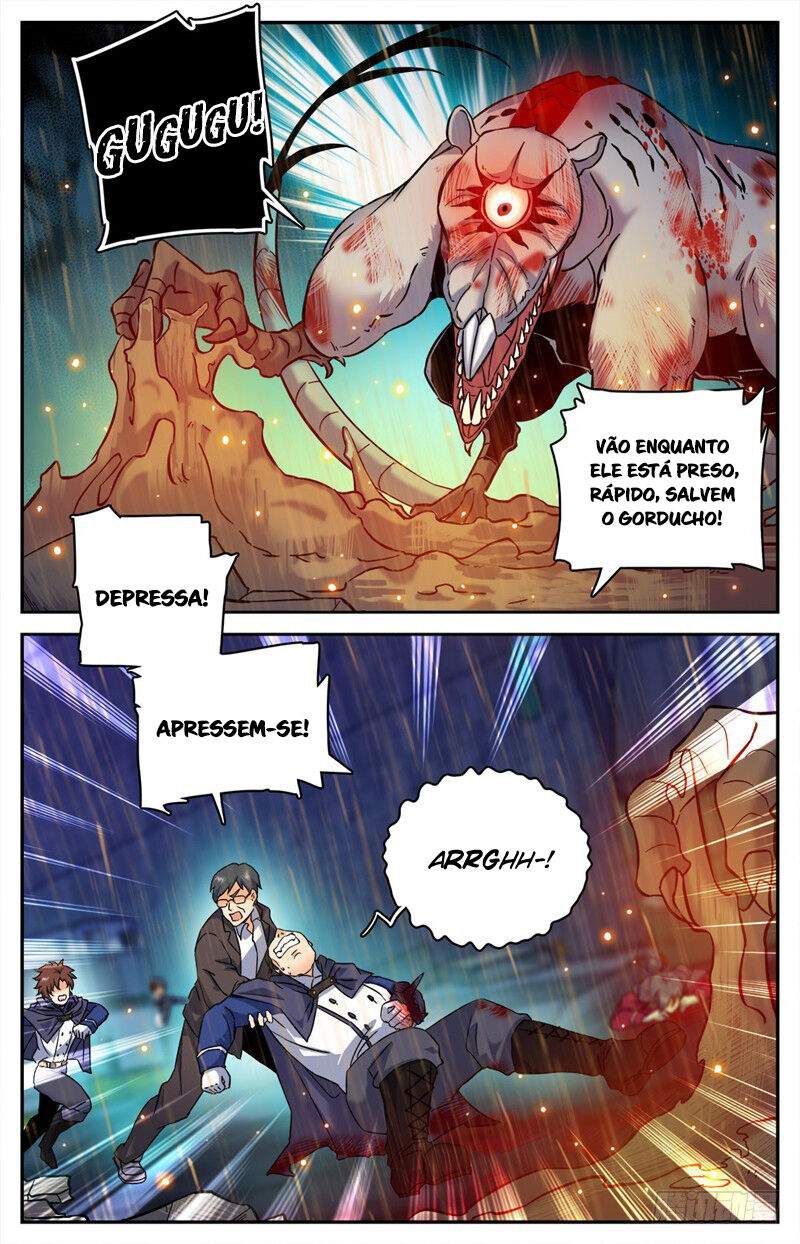 GUGUGU!
VÃO ENQUANTO
ELE ESTÁ PRESO,
RÁPIDO, SALVEM
O GORDUCHO!
DEPRESSA!
APRESSEM-SE!
ARRGHH-!